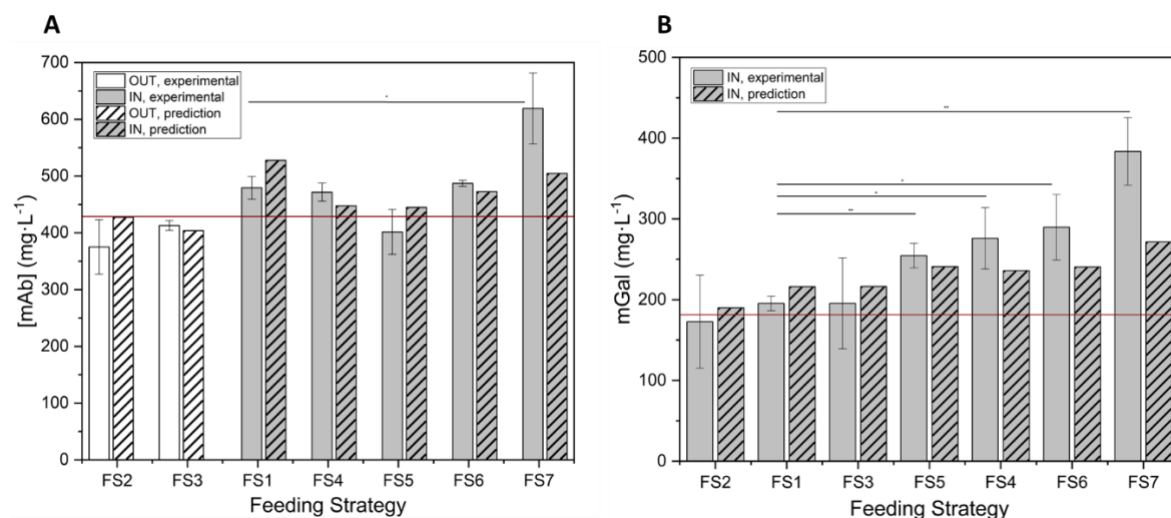 A
700
600
500
400
300
200
100
0
[mAb] (mg·L⁻¹)
OUT, experimental
IN, experimental
OUT, prediction
IN, prediction
*
FS2 FS3 FS1 FS4 FS5 FS6 FS7
Feeding Strategy
B
500
400
300
200
100
0
mGal (mg·L⁻¹)
IN, experimental
IN, prediction
**
*
*
**
FS2 FS1 FS3 FS5 FS4 FS6 FS7
Feeding Strategy